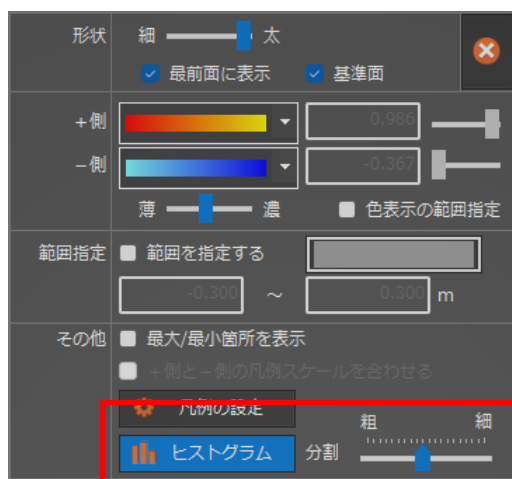 形状 細 太
最前面に表示 基準面
+側 0.986
-側 -0.367
薄 濃 色表示の範囲指定
範囲指定 範囲を指定する
-0.300 ～ 0.300 m
その他 最大/最小箇所を表示
+側と-側の凡例スケールを合わせる
凡例の設定
粗 細
ヒストグラム 分割